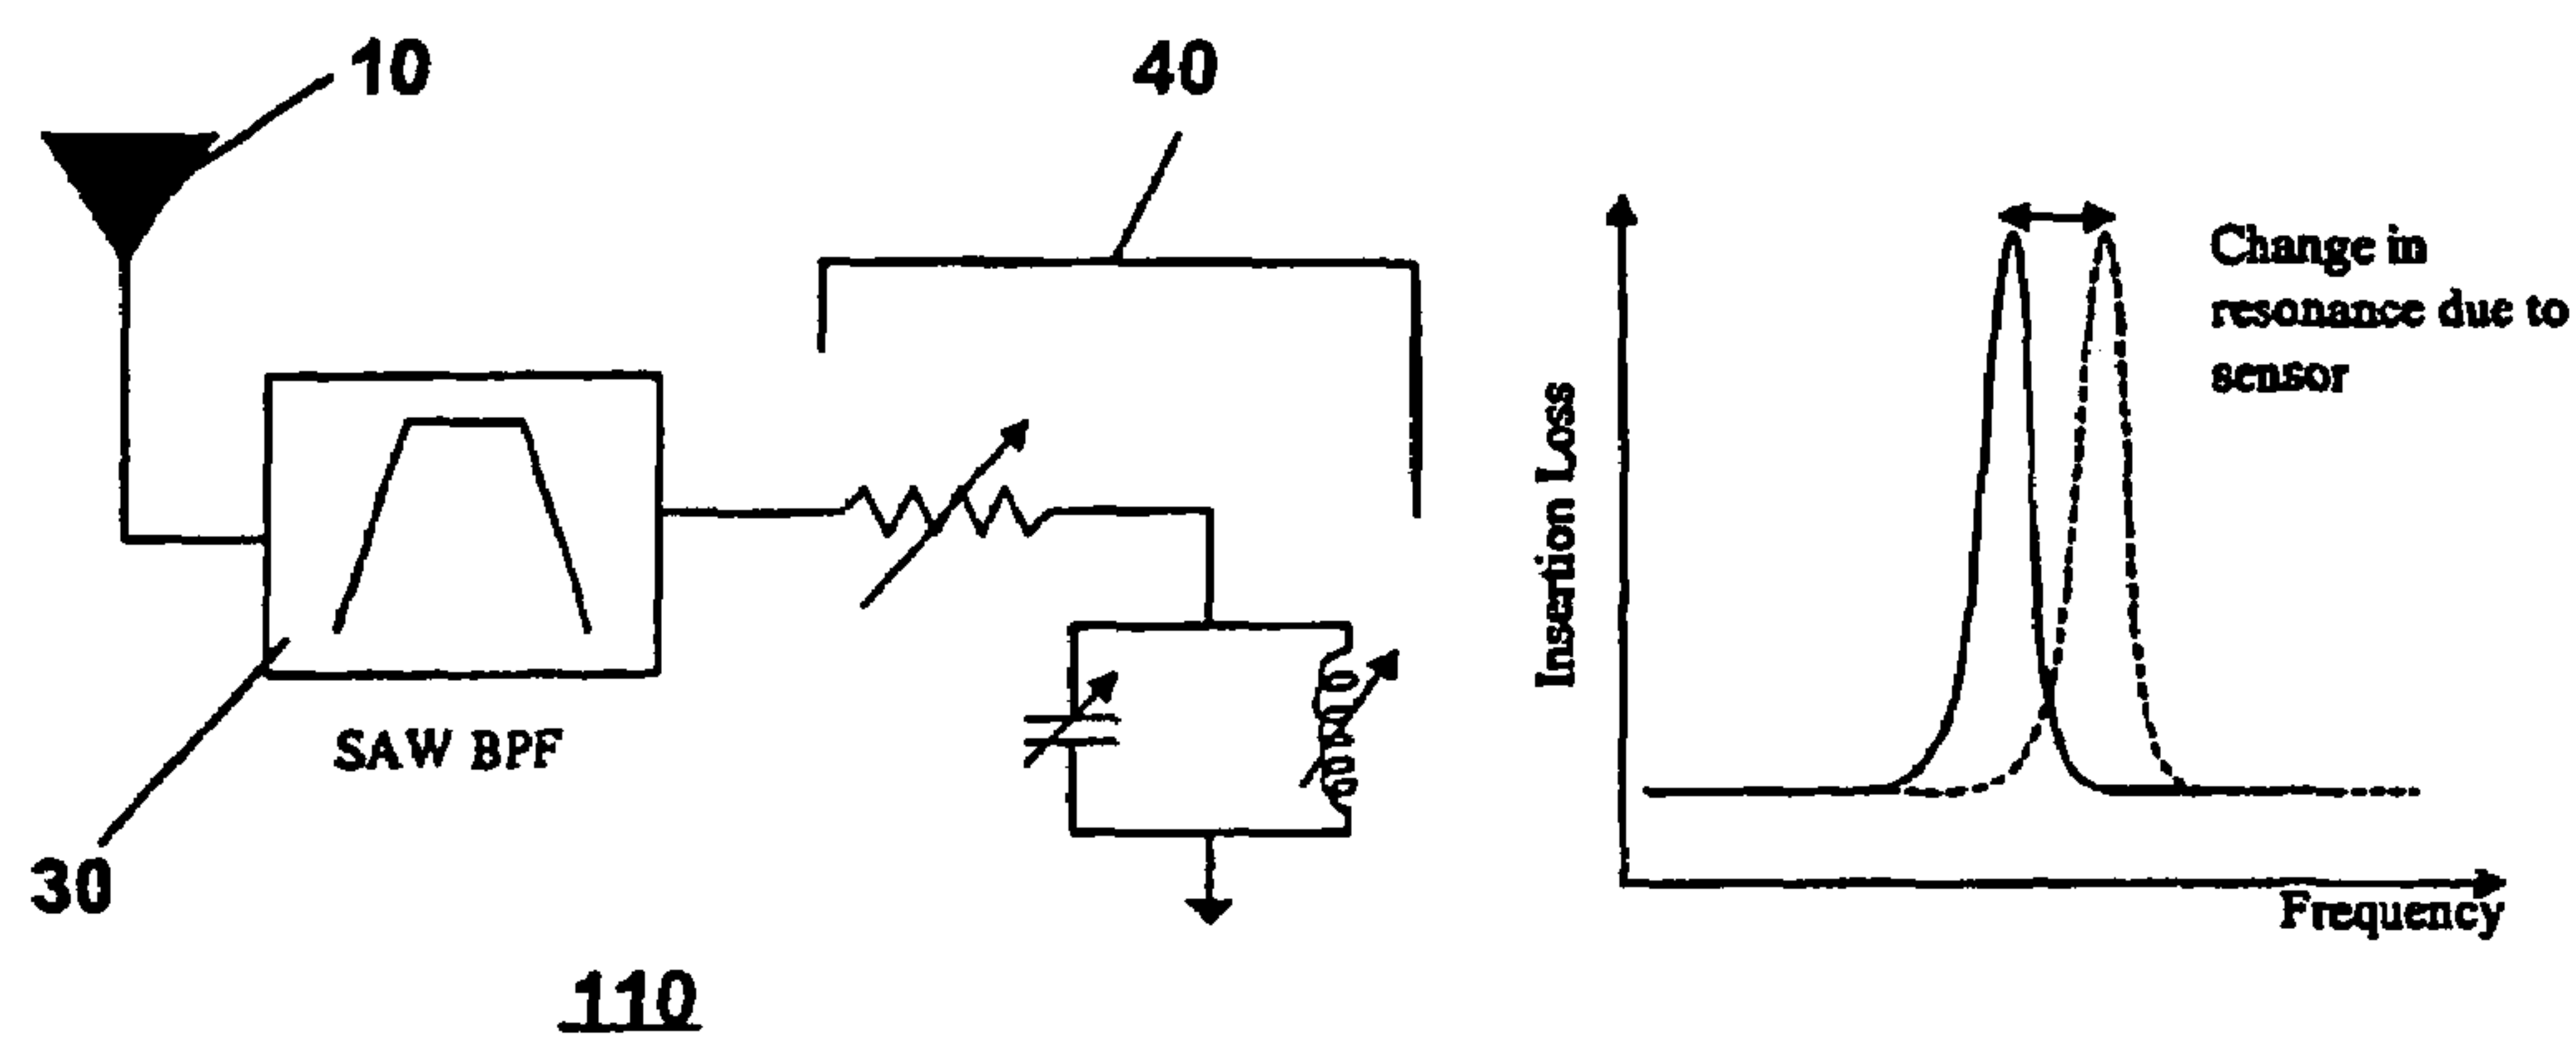 10
40
Change in
resonance due to
sensor
Insertion Loss
SAW BPF
30
Frequency
110